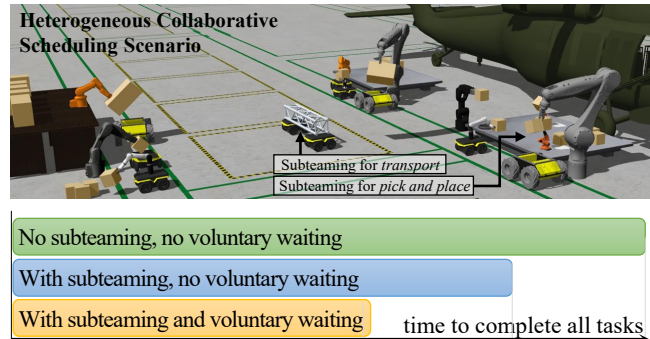 Heterogeneous Collaborative
Scheduling Scenario
Subteaming for transport
Subteaming for pick and place
No subteaming, no voluntary waiting
With subteaming, no voluntary waiting
With subteaming and voluntary waiting
time to complete all tasks